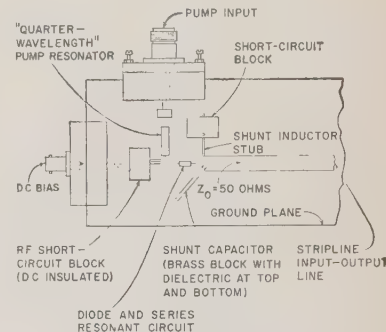 PUMP INPUT
"QUARTER-
WAVELENGTH"
PUMP RESONATOR
SHORT-CIRCUIT
BLOCK
SHUNT INDUCTOR
STUB
DC BIAS
Z₀=50 OHMS
GROUND PLANE
RF SHORT-
CIRCUIT BLOCK
(DC INSULATED)
SHUNT CAPACITOR
(BRASS BLOCK WITH
DIELECTRIC AT TOP
AND BOTTOM)
STRIPLINE
INPUT-OUTPUT
LINE
DIODE AND SERIES
RESONANT CIRCUIT